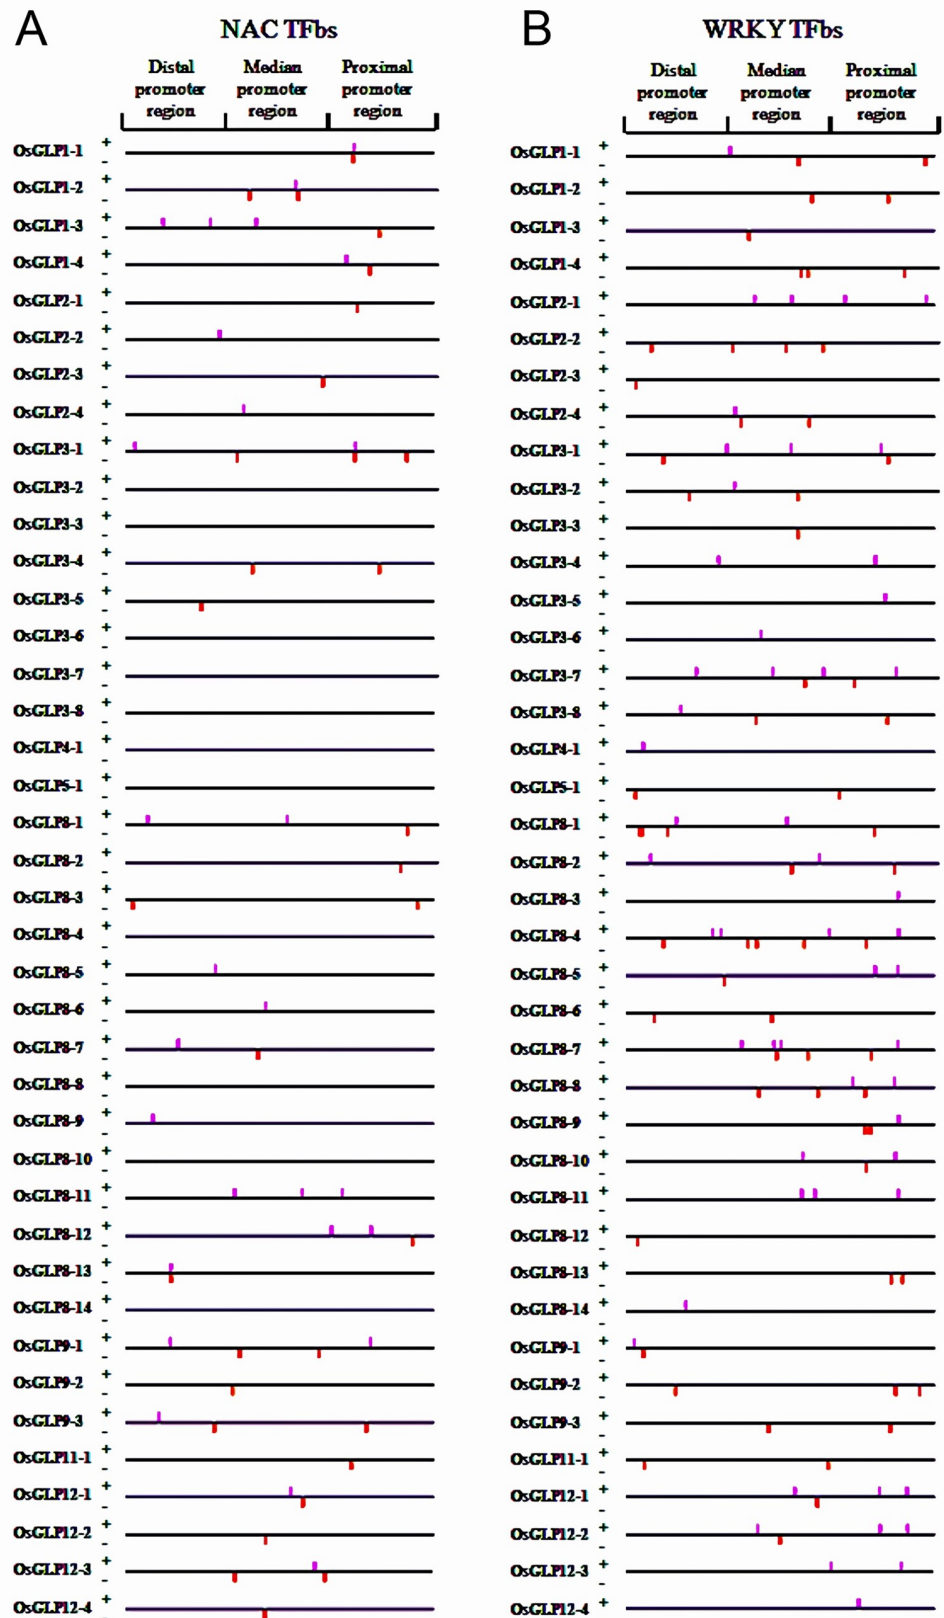 A
NAC TFbs
Distal promoter region
Median promoter region
Proximal promoter region
OsGLP1-1 + -
OsGLP1-2 + -
OsGLP1-3 + -
OsGLP1-4 + -
OsGLP2-1 + -
OsGLP2-2 + -
OsGLP2-3 + -
OsGLP2-4 + -
OsGLP3-1 + -
OsGLP3-2 + -
OsGLP3-3 + -
OsGLP3-4 + -
OsGLP3-5 + -
OsGLP3-6 + -
OsGLP3-7 + -
OsGLP3-8 + -
OsGLP4-1 + -
OsGLP5-1 + -
OsGLP8-1 + -
OsGLP8-2 + -
OsGLP8-3 + -
OsGLP8-4 + -
OsGLP8-5 + -
OsGLP8-6 + -
OsGLP8-7 + -
OsGLP8-8 + -
OsGLP8-9 + -
OsGLP8-10 + -
OsGLP8-11 + -
OsGLP8-12 + -
OsGLP8-13 + -
OsGLP8-14 + -
OsGLP9-1 + -
OsGLP9-2 + -
OsGLP9-3 + -
OsGLP11-1 + -
OsGLP12-1 + -
OsGLP12-2 + -
OsGLP12-3 + -
OsGLP12-4 + -
B
WRKY TFbs
Distal promoter region
Median promoter region
Proximal promoter region
OsGLP1-1 + -
OsGLP1-2 + -
OsGLP1-3 + -
OsGLP1-4 + -
OsGLP2-1 + -
OsGLP2-2 + -
OsGLP2-3 + -
OsGLP2-4 + -
OsGLP3-1 + -
OsGLP3-2 + -
OsGLP3-3 + -
OsGLP3-4 + -
OsGLP3-5 + -
OsGLP3-6 + -
OsGLP3-7 + -
OsGLP3-8 + -
OsGLP4-1 + -
OsGLP5-1 + -
OsGLP8-1 + -
OsGLP8-2 + -
OsGLP8-3 + -
OsGLP8-4 + -
OsGLP8-5 + -
OsGLP8-6 + -
OsGLP8-7 + -
OsGLP8-8 + -
OsGLP8-9 + -
OsGLP8-10 + -
OsGLP8-11 + -
OsGLP8-12 + -
OsGLP8-13 + -
OsGLP8-14 + -
OsGLP9-1 + -
OsGLP9-2 + -
OsGLP9-3 + -
OsGLP11-1 + -
OsGLP12-1 + -
OsGLP12-2 + -
OsGLP12-3 + -
OsGLP12-4 + -